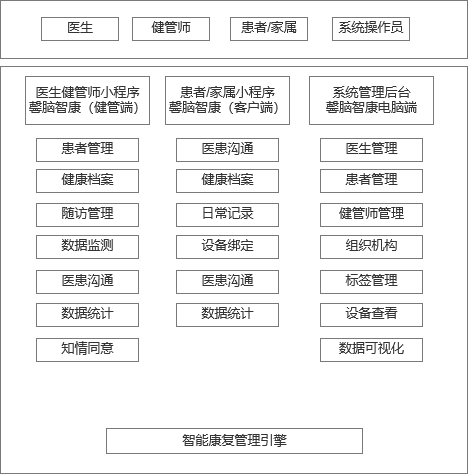 医生
健管师
患者/家属
系统操作员
医生健管师小程序
馨脑智康（健管端）
患者管理
健康档案
随访管理
数据监测
医患沟通
数据统计
知情同意
患者/家属小程序
馨脑智康（客户端）
医患沟通
健康档案
日常记录
设备绑定
医患沟通
数据统计
系统管理后台
馨脑智康电脑端
医生管理
患者管理
健管师管理
组织机构
标签管理
设备查看
数据可视化
智能康复管理引擎